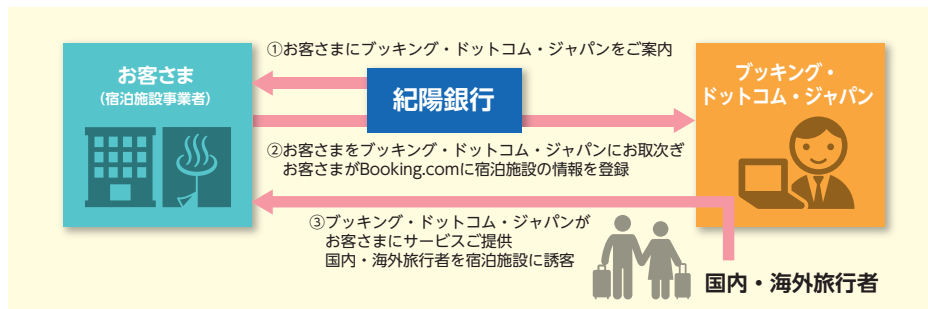 ①お客さまにブッキング・ドットコム・ジャパンをご案内
お客さま
（宿泊施設事業者）
紀陽銀行
ブッキング・
ドットコム・ジャパン
②お客さまをブッキング・ドットコム・ジャパンにお取次ぎ
お客さまがBooking.comに宿泊施設の情報を登録
③ブッキング・ドットコム・ジャパンが
お客さまにサービスご提供
国内・海外旅行者を宿泊施設に誘客
国内・海外旅行者